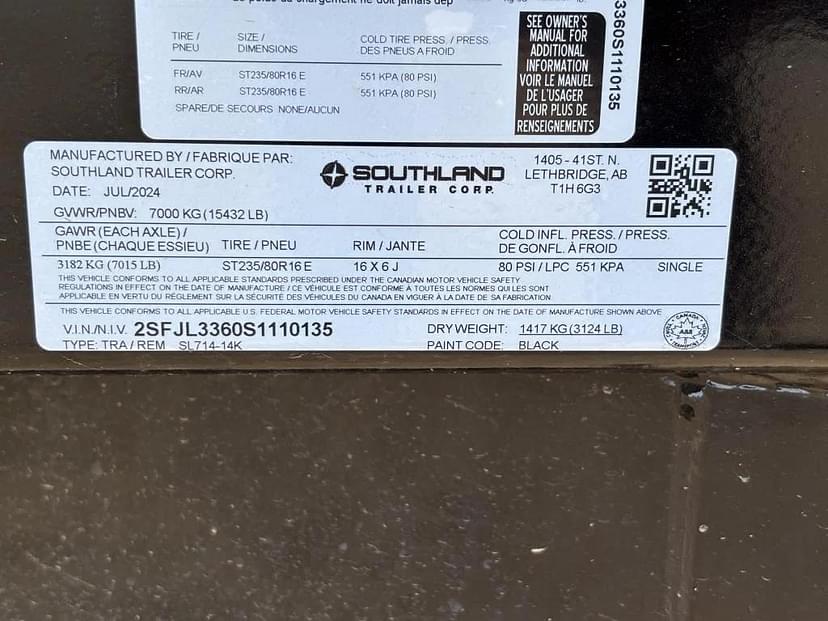 TIRE / PNEU SIZE / DIMENSIONS COLD TIRE PRESS. / PRESS. DES PNEUS A FROID
FR/AV ST235/80R16 E 551 KPA (80 PSI)
RR/AR ST235/80R16 E 551 KPA (80 PSI)
SPARE/DE SECOURS NONE/AUCUN
SEE OWNER'S
MANUAL FOR
ADDITIONAL
INFORMATION
VOIR LE MANUEL
DE L'USAGER
POUR PLUS DE
RENSEIGNEMENTS
3360S1110135
MANUFACTURED BY / FABRIQUE PAR:
SOUTHLAND TRAILER CORP.
DATE: JUL/2024
SOUTHLAND
TRAILER CORP.
1405 - 41ST. N.
LETHBRIDGE, AB
T1H 6G3
GVWR/PNBV: 7000 KG (15432 LB)
GAWR (EACH AXLE) /
PNBE (CHAQUE ESSIEU) TIRE / PNEU RIM / JANTE COLD INFL. PRESS. / PRESS. DE GONFL. À FROID
3182 KG (7015 LB) ST235/80R16 E 16 X 6 J 80 PSI / LPC 551 KPA SINGLE
THIS VEHICLE CONFORMS TO ALL APPLICABLE STANDARDS PRESCRIBED UNDER THE CANADIAN MOTOR VEHICLE SAFETY
REGULATIONS IN EFFECT ON THE DATE OF MANUFACTURE / CE VÉHICULE EST CONFORME À TOUTES LES NORMES QUI LUI SONT
APPLICABLE EN VERTU DU RÉGLEMENT SUR LA SÉCURITÉ DES VÉHICULES DU CANADA EN VIGUER À LA DATE DE SA FABRICATION
THIS VEHICLE CONFORMS TO ALL APPLICABLE U.S. FEDERAL MOTOR VEHICLE SAFETY STANDARDS IN EFFECT ON THE DATE OF MANUFACTURE SHOWN ABOVE
V.I.N./N.I.V. 2SFJL3360S1110135 DRY WEIGHT: 1417 KG (3124 LB)
TYPE: TRA / REM SL714-14K PAINT CODE: BLACK
CANADA
TRANSPORT